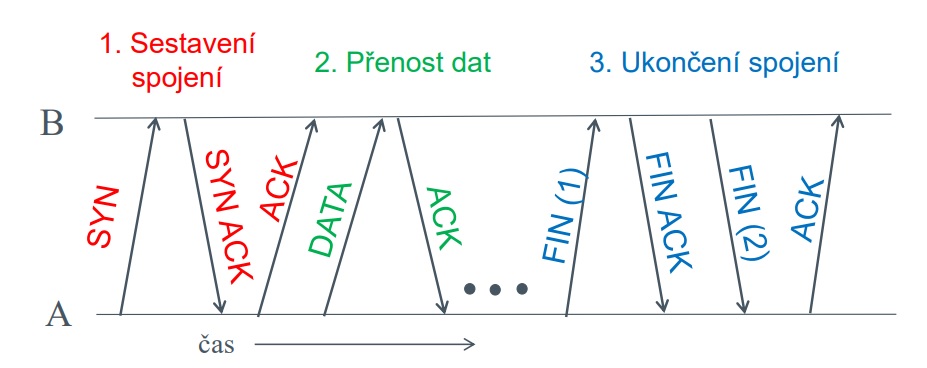 1. Sestavení
spojení
2. Přenost dat
3. Ukončení spojení
B
SYN
SYN ACK
ACK
DATA
ACK
FIN (1)
FIN ACK
FIN (2)
ACK
A
čas